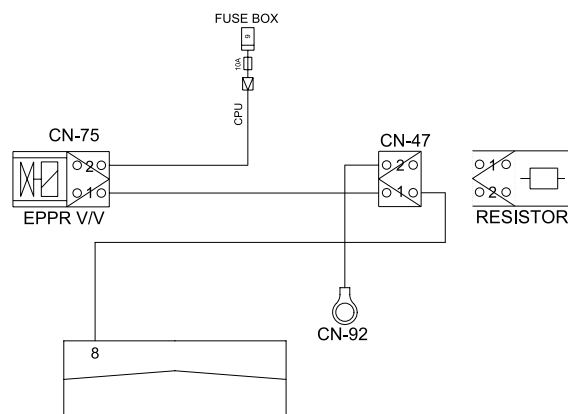 FUSE BOX
9
10A
CPU
CN-75
2
1
EPPR V/V
CN-47
2
1
1
2
RESISTOR
CN-92
8